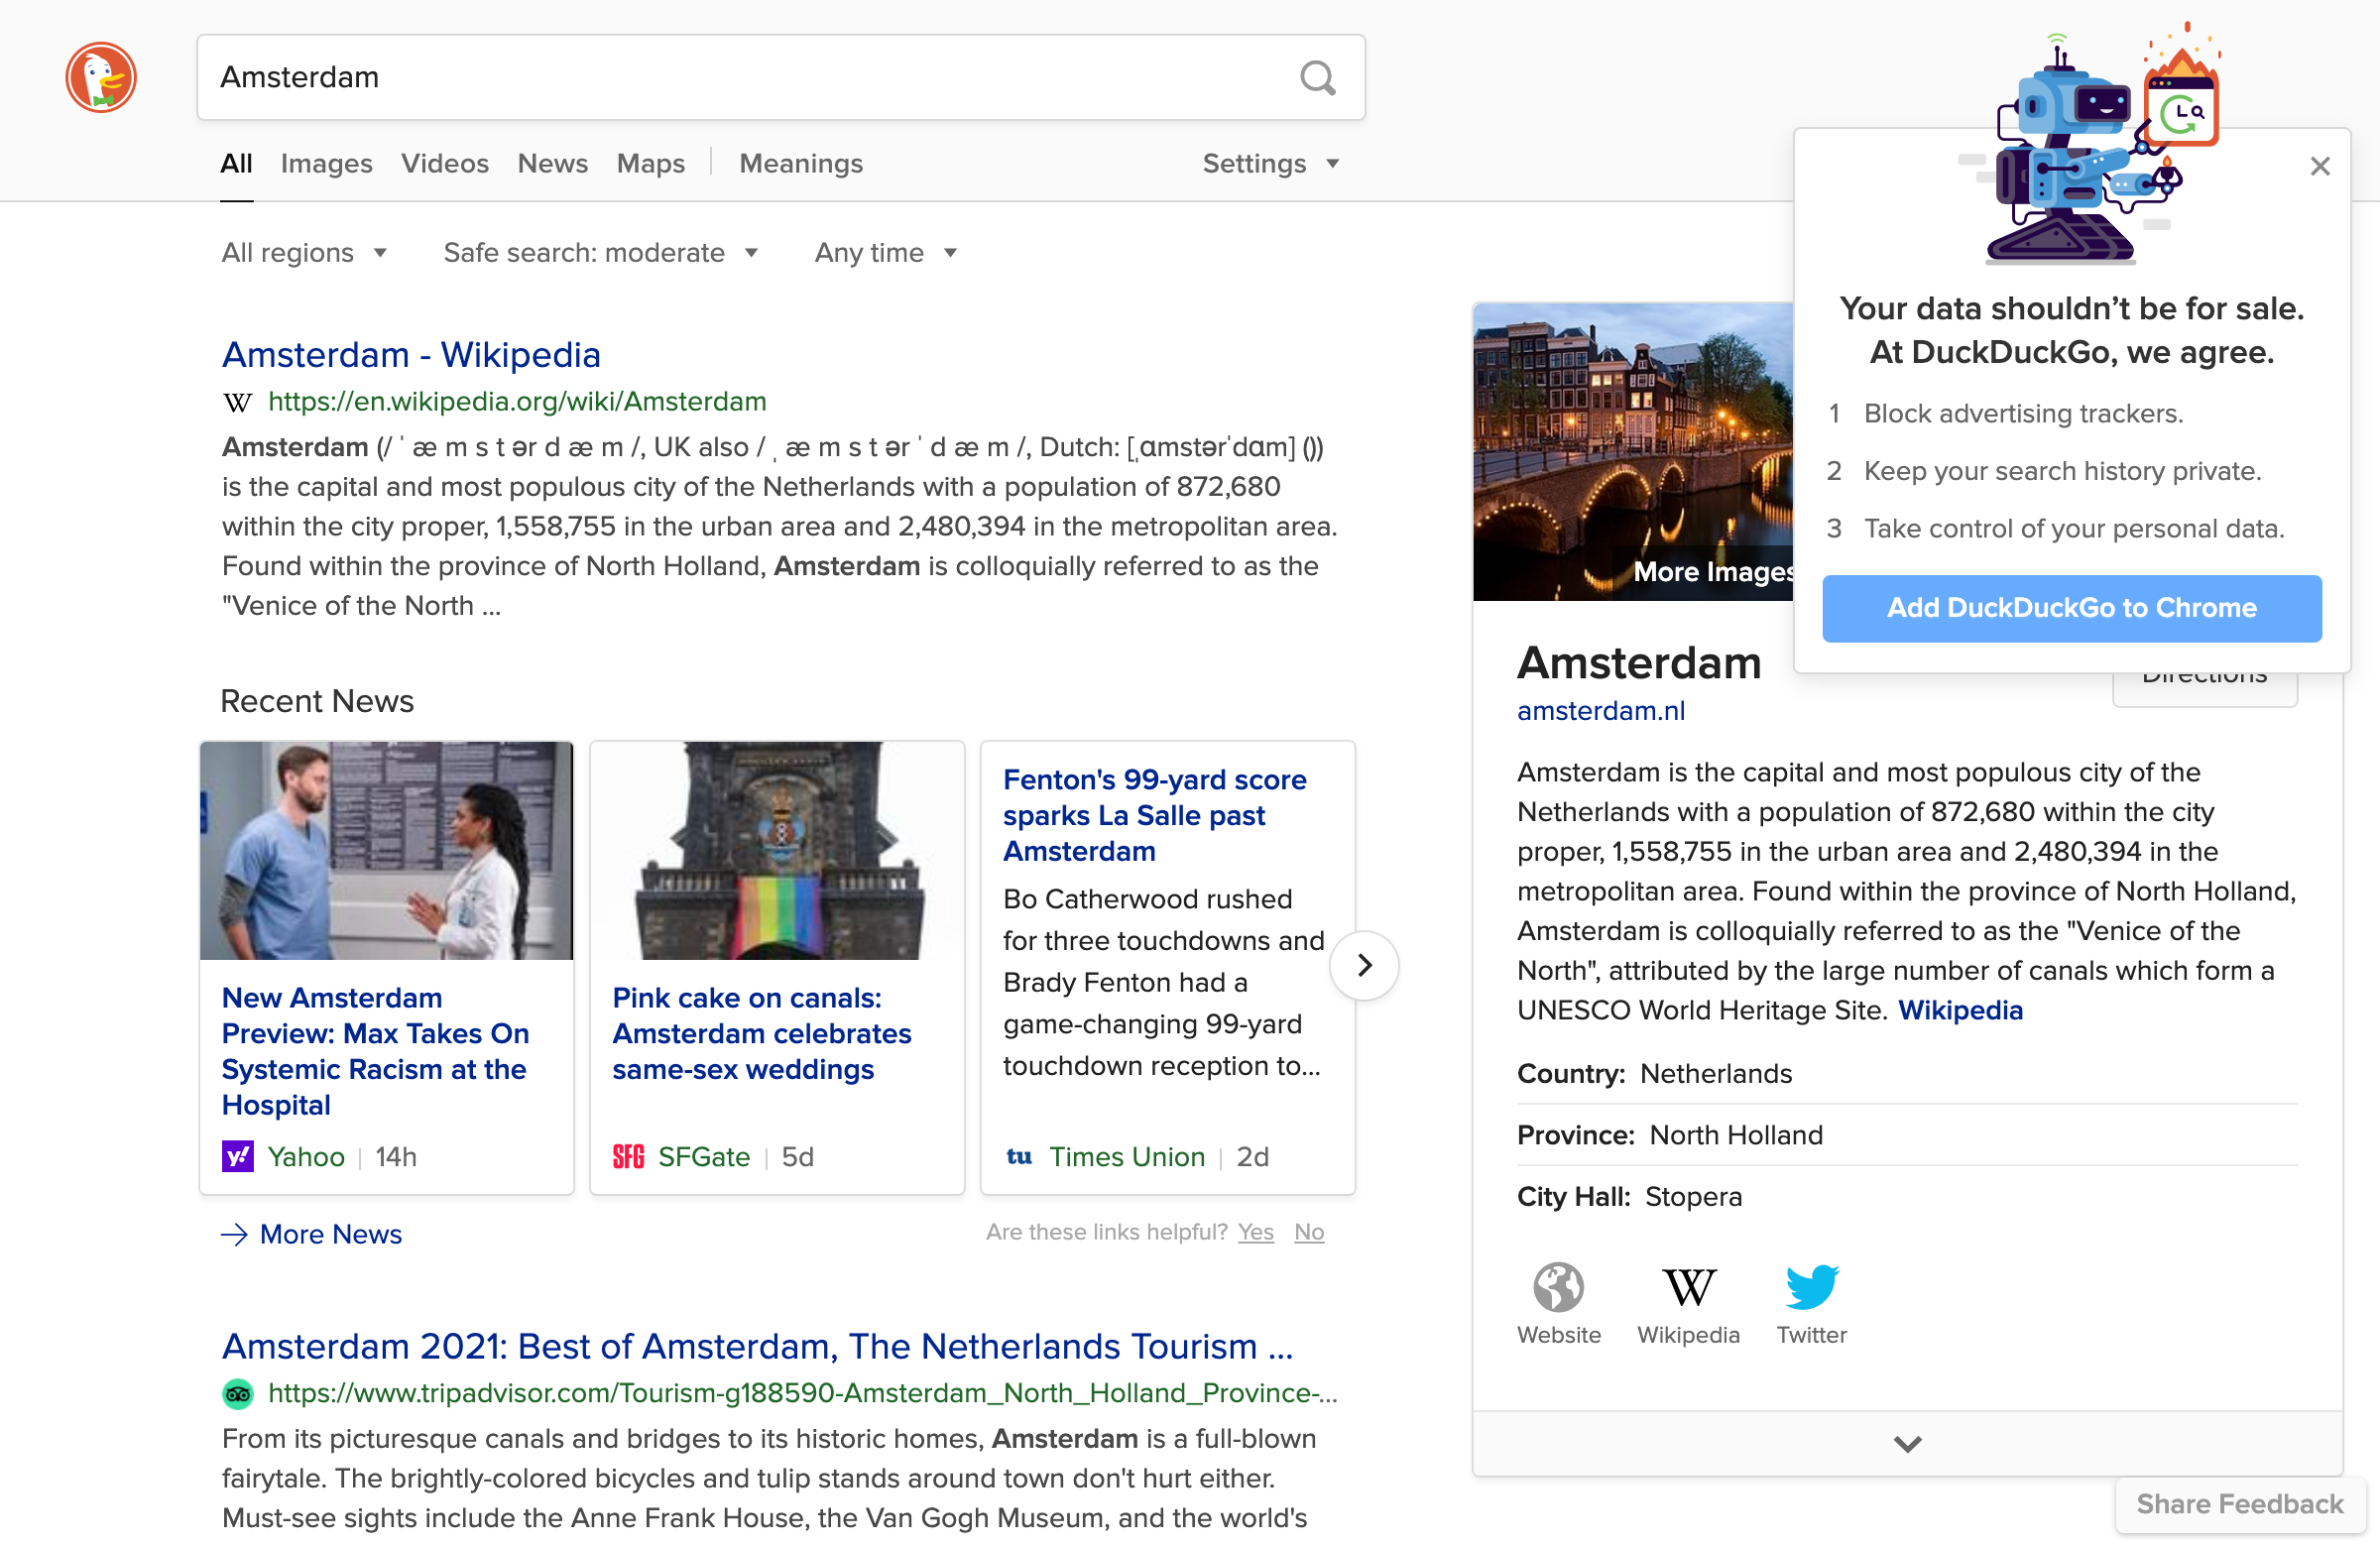 Amsterdam
All Images Videos News Maps Meanings Settings
All regions Safe search: moderate Any time
Amsterdam - Wikipedia
W https://en.wikipedia.org/wiki/Amsterdam
Amsterdam (/ ˈ æ m s t ər d æ m /, UK also / ˌ æ m s t ər ˈ d æ m /, Dutch: [ˌɑmstərˈdɑm] ())
is the capital and most populous city of the Netherlands with a population of 872,680
within the city proper, 1,558,755 in the urban area and 2,480,394 in the metropolitan area.
Found within the province of North Holland, Amsterdam is colloquially referred to as the
"Venice of the North ...
Recent News
New Amsterdam
Preview: Max Takes On
Systemic Racism at the
Hospital
y! Yahoo | 14h
Pink cake on canals:
Amsterdam celebrates
same-sex weddings
SFG SFGate | 5d
Fenton's 99-yard score
sparks La Salle past
Amsterdam
Bo Catherwood rushed
for three touchdowns and
Brady Fenton had a
game-changing 99-yard
touchdown reception to...
tu Times Union | 2d
More News
Are these links helpful? Yes No
Amsterdam 2021: Best of Amsterdam, The Netherlands Tourism ...
https://www.tripadvisor.com/Tourism-g188590-Amsterdam_North_Holland_Province-...
From its picturesque canals and bridges to its historic homes, Amsterdam is a full-blown
fairytale. The brightly-colored bicycles and tulip stands around town don't hurt either.
Must-see sights include the Anne Frank House, the Van Gogh Museum, and the world's
Your data shouldn’t be for sale.
At DuckDuckGo, we agree.
1 Block advertising trackers.
2 Keep your search history private.
3 Take control of your personal data.
Add DuckDuckGo to Chrome
More Images
Amsterdam
Directions
amsterdam.nl
Amsterdam is the capital and most populous city of the
Netherlands with a population of 872,680 within the city
proper, 1,558,755 in the urban area and 2,480,394 in the
metropolitan area. Found within the province of North Holland,
Amsterdam is colloquially referred to as the "Venice of the
North", attributed by the large number of canals which form a
UNESCO World Heritage Site. Wikipedia
Country: Netherlands
Province: North Holland
City Hall: Stopera
W
Website Wikipedia Twitter
Share Feedback